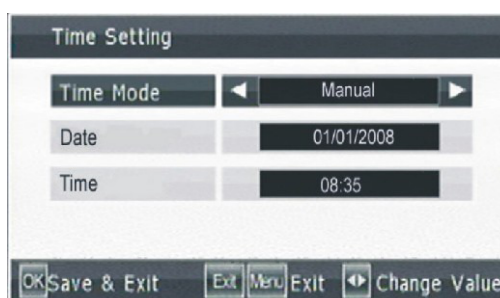 Time Setting
Time Mode Manual
Date 01/01/2008
Time 08:35
OK Save & Exit Exit Menu Exit Change Value